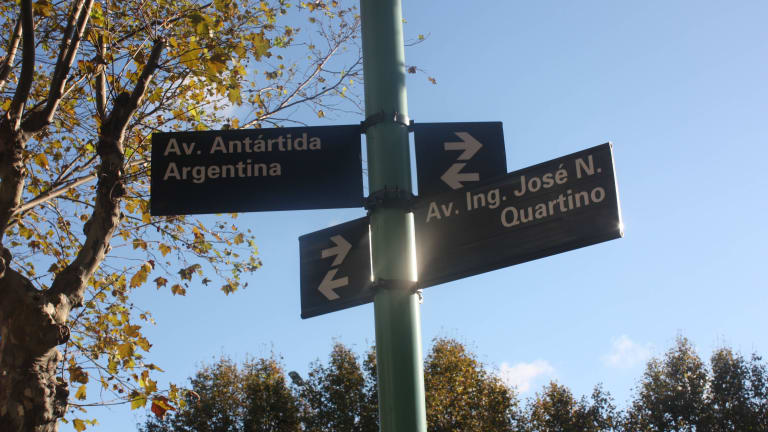 Av. Antártida
Argentina
Av. Ing. José N.
Quartino